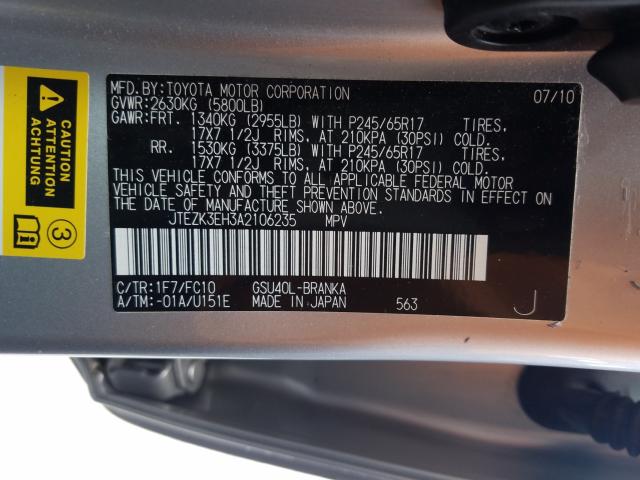 MFD.BY:TOYOTA MOTOR CORPORATION 07/10
GVWR:2630KG (5800LB)
GAWR:FRT. 1340KG (2955LB) WITH P245/65R17 TIRES,
17X7 1/2J RIMS, AT 210KPA (30PSI) COLD.
RR. 1530KG (3375LB) WITH P245/65R17 TIRES,
17X7 1/2J RIMS, AT 210KPA (30PSI) COLD.
THIS VEHICLE CONFORMS TO ALL APPLICABLE FEDERAL MOTOR
VEHICLE SAFETY AND THEFT PREVENTION STANDARDS IN EFFECT ON
THE DATE OF MANUFACTURE SHOWN ABOVE.
JTEZK3EH3A2106235 MPV
C/TR:1F7/FC10 GSU40L-BRANKA
A/TM:-01A/U151E MADE IN JAPAN 563 J
CAUTION
3